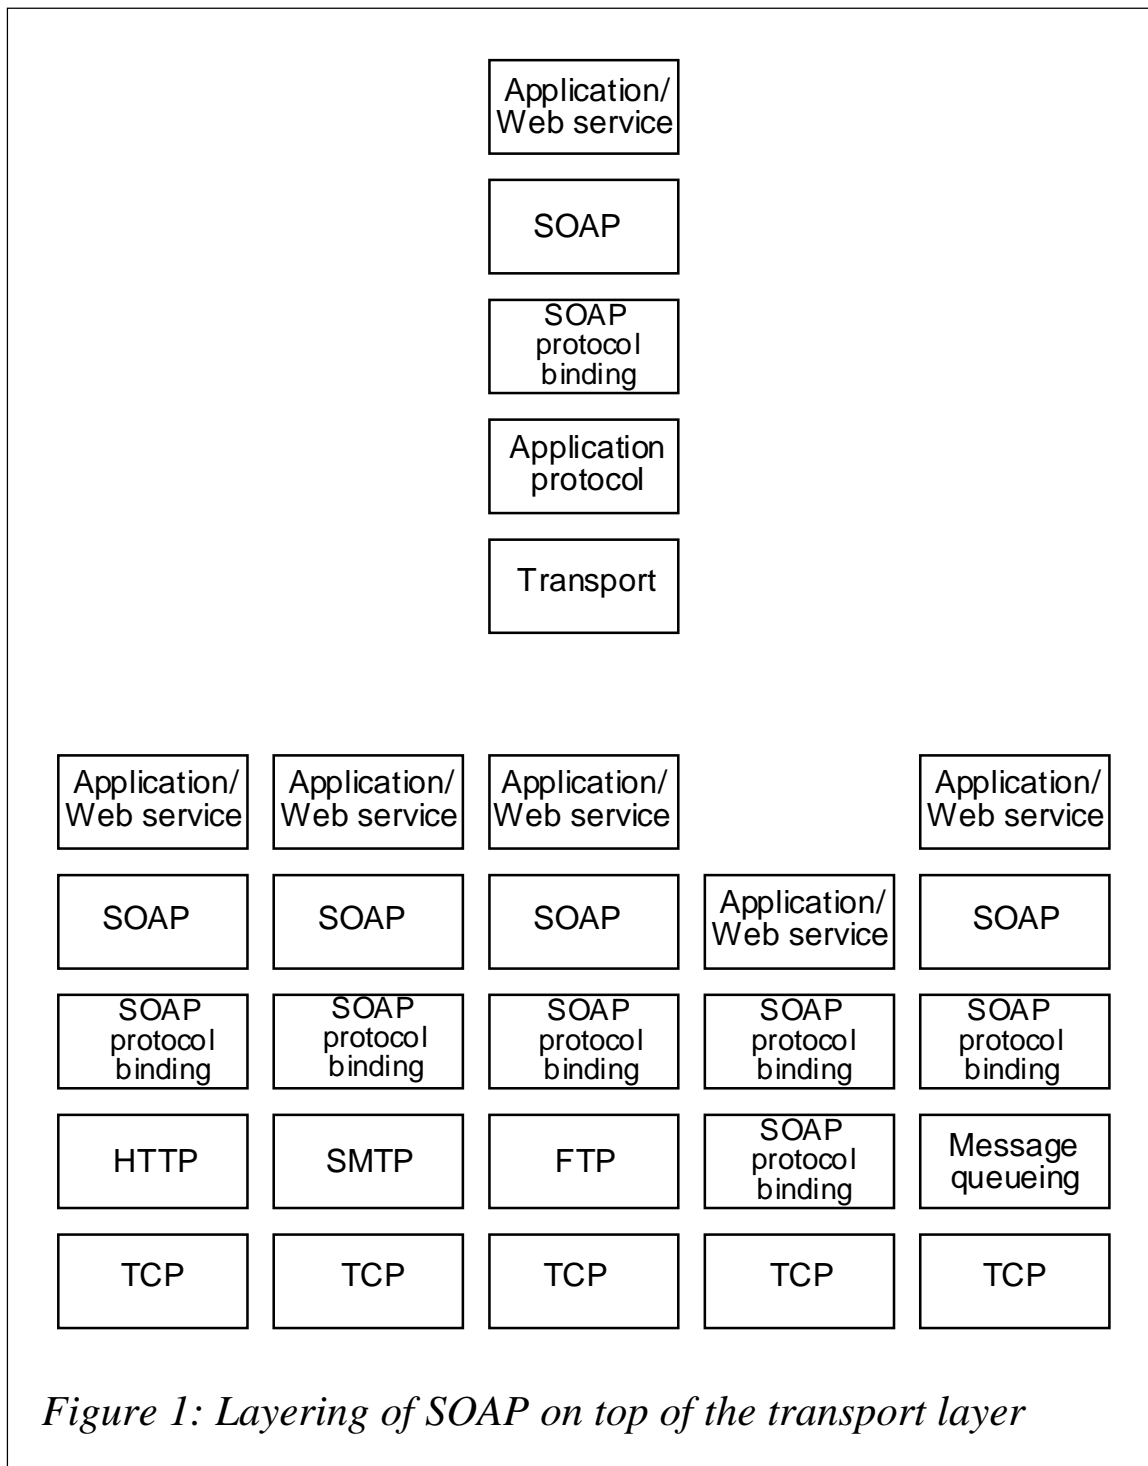 Application/
Web service
SOAP
SOAP
protocol
binding
Application
protocol
Transport
Application/
Web service
Application/
Web service
Application/
Web service
Application/
Web service
SOAP
SOAP
SOAP
Application/
Web service
SOAP
SOAP
protocol
binding
SOAP
protocol
binding
SOAP
protocol
binding
SOAP
protocol
binding
SOAP
protocol
binding
HTTP
SMTP
FTP
SOAP
protocol
binding
Message
queueing
TCP
TCP
TCP
TCP
TCP
Figure 1: Layering of SOAP on top of the transport layer